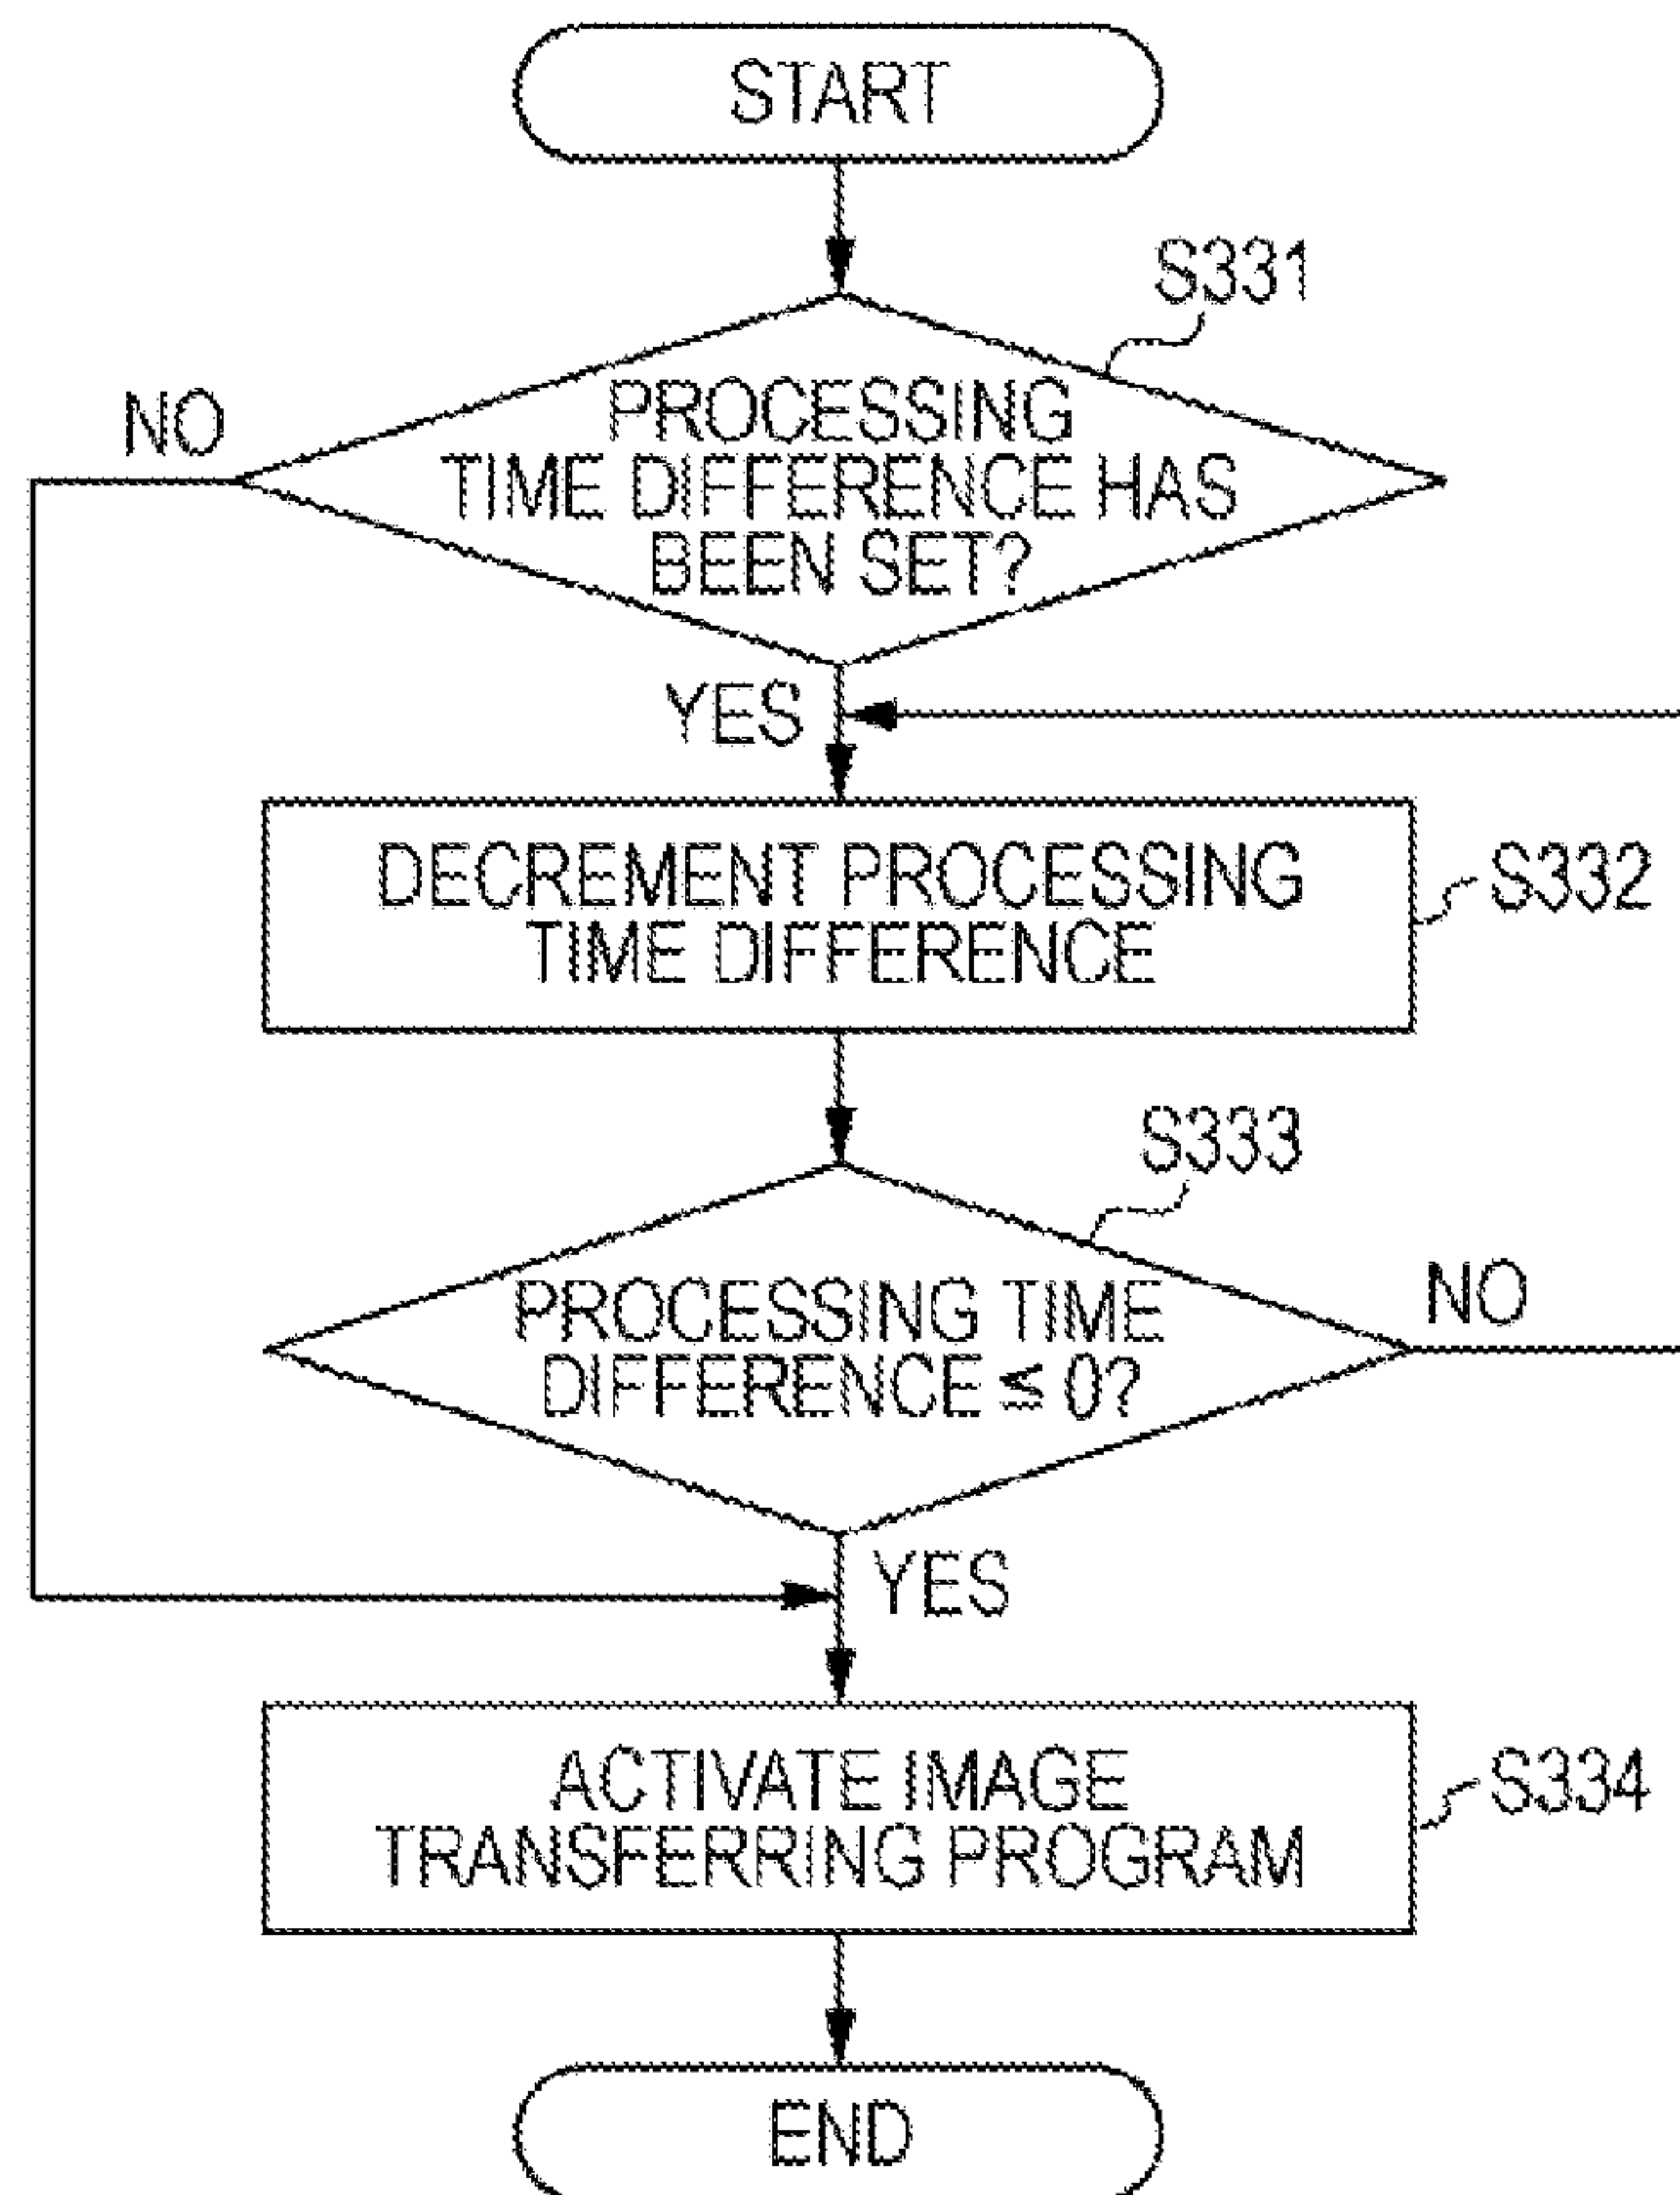 START
S331
NO
PROCESSING
TIME DIFFERENCE HAS
BEEN SET?
YES
DECREMENT PROCESSING
TIME DIFFERENCE
S332
S333
PROCESSING TIME
DIFFERENCE ≦ 0?
NO
YES
ACTIVATE IMAGE
TRANSFERRING PROGRAM
S334
END